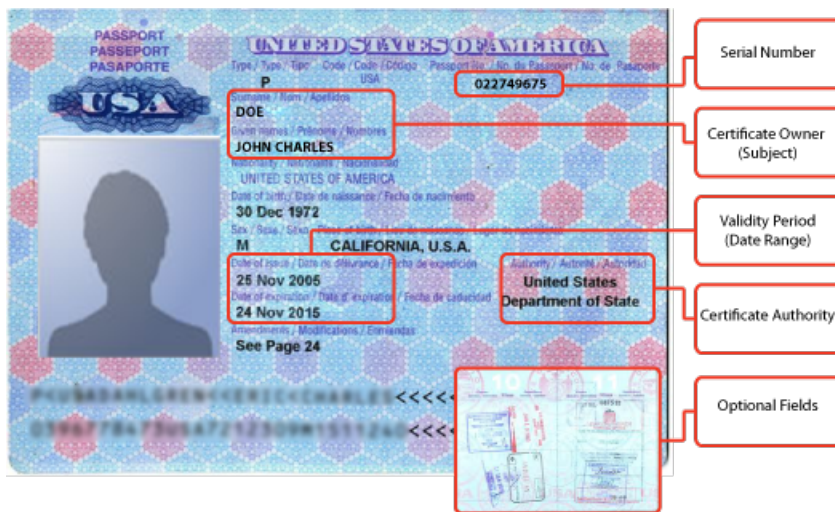 PASSPORT
PASSEPORT
PASAPORTE
USA
UNITED STATES OF AMERICA
Type / Type / Tipo Code / Code / Código Passport No. / No. de Passeport / No. de Pasaporte
P USA 022749675
Surname / Nom / Apellidos
DOE
Given names / Prénoms / Nombres
JOHN CHARLES
Nationality / Nationalité / Nacionalidad
UNITED STATES OF AMERICA
Date of birth / Date de naissance / Fecha de nacimiento
30 Dec 1972
Sex / Sexe / Sexo Place of birth / Lieu de naissance / Lugar de nacimiento
M CALIFORNIA, U.S.A.
Date of issue / Date de délivrance / Fecha de expedición Authority / Autorité / Autoridad
25 Nov 2005 United States
Date of expiration / Date d' expiration / Fecha de caducidad Department of State
24 Nov 2015
Amendments / Modifications / Enmiendas
See Page 24
<<<<
<<<<
10 11
Serial Number
Certificate Owner
(Subject)
Validity Period
(Date Range)
Certificate Authority
Optional Fields